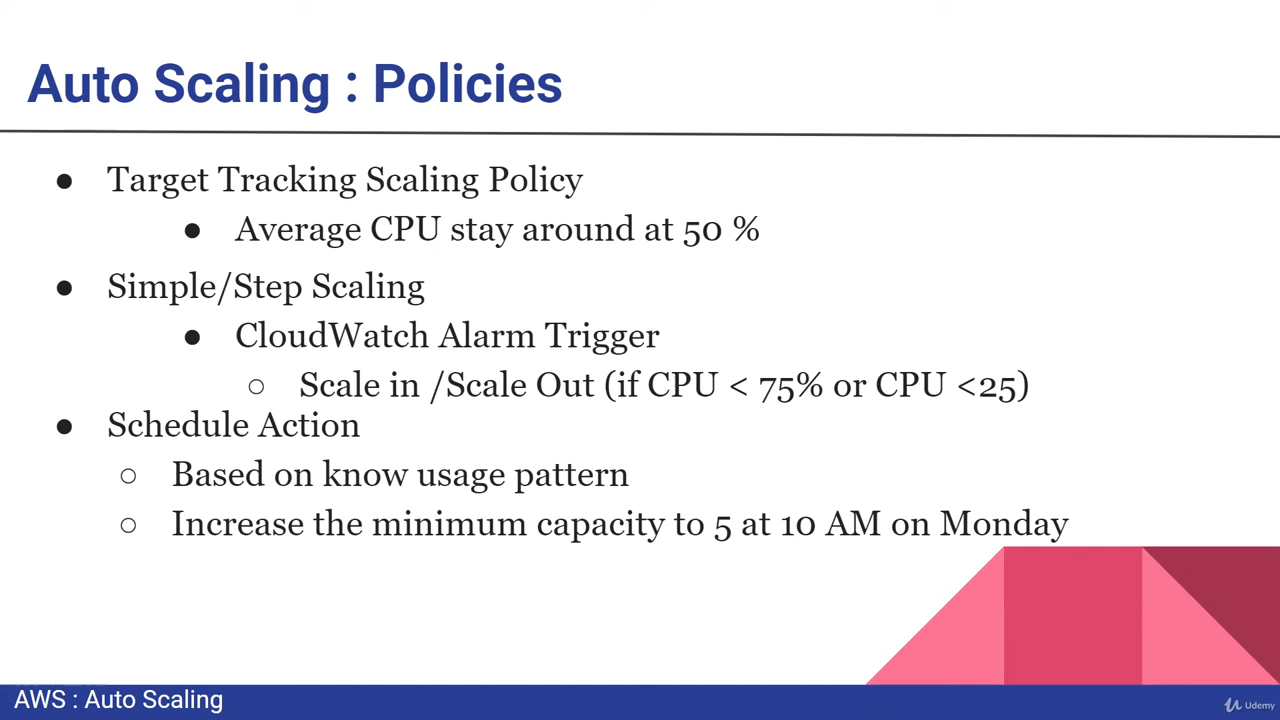 Auto Scaling : Policies
● Target Tracking Scaling Policy
● Average CPU stay around at 50 %
● Simple/Step Scaling
● CloudWatch Alarm Trigger
○ Scale in /Scale Out (if CPU < 75% or CPU <25)
● Schedule Action
○ Based on know usage pattern
○ Increase the minimum capacity to 5 at 10 AM on Monday
AWS : Auto Scaling
Udemy